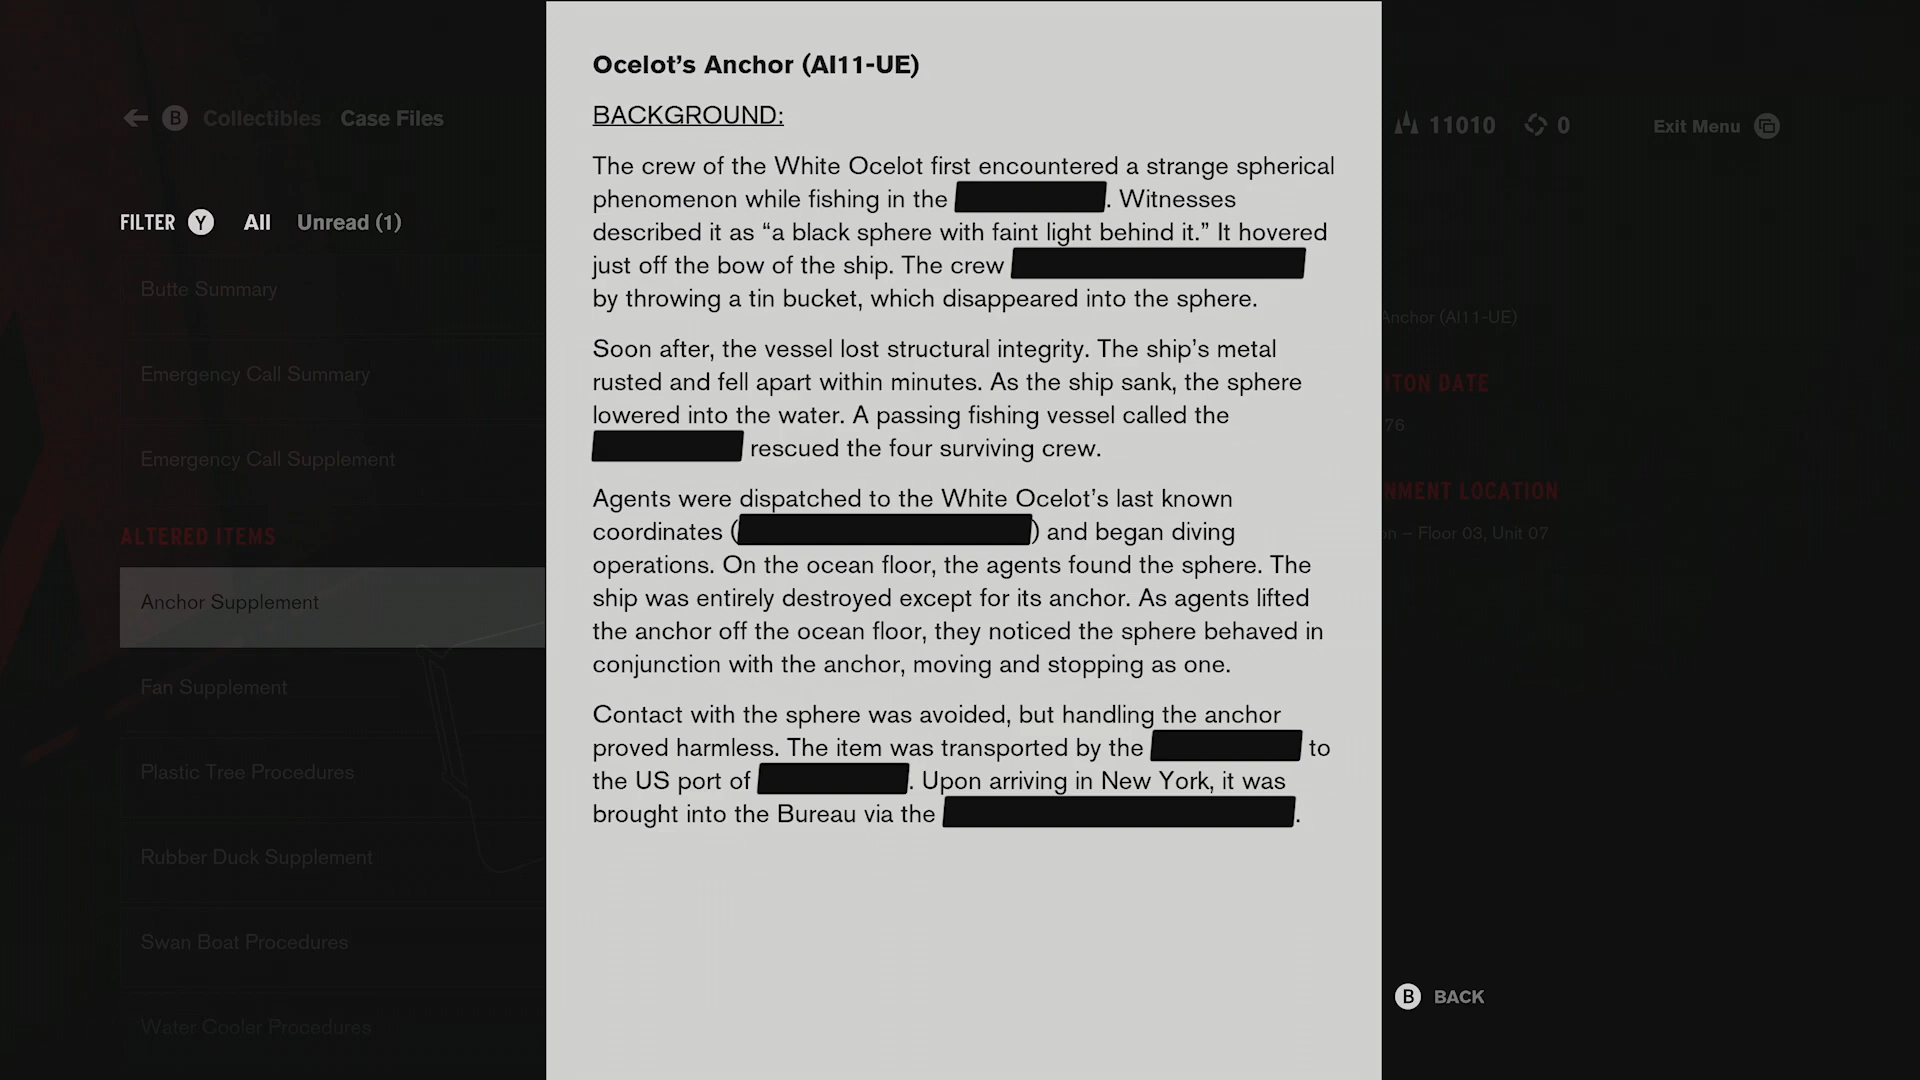 Ocelot’s Anchor (AI11-UE)
BACKGROUND:
The crew of the White Ocelot first encountered a strange spherical
phenomenon while fishing in the . Witnesses
described it as “a black sphere with faint light behind it.” It hovered
just off the bow of the ship. The crew
by throwing a tin bucket, which disappeared into the sphere.
Soon after, the vessel lost structural integrity. The ship’s metal
rusted and fell apart within minutes. As the ship sank, the sphere
lowered into the water. A passing fishing vessel called the
rescued the four surviving crew.
Agents were dispatched to the White Ocelot’s last known
coordinates ( ) and began diving
operations. On the ocean floor, the agents found the sphere. The
ship was entirely destroyed except for its anchor. As agents lifted
the anchor off the ocean floor, they noticed the sphere behaved in
conjunction with the anchor, moving and stopping as one.
Contact with the sphere was avoided, but handling the anchor
proved harmless. The item was transported by the to
the US port of . Upon arriving in New York, it was
brought into the Bureau via the .
B Collectibles Case Files
FILTER Y All Unread (1)
Butte Summary
Emergency Call Summary
Emergency Call Supplement
ALTERED ITEMS
Anchor Supplement
Fan Supplement
Plastic Tree Procedures
Rubber Duck Supplement
Swan Boat Procedures
Water Cooler Procedures
11010 0 Exit Menu
Anchor (AI11-UE)
ITON DATE
76
NMENT LOCATION
on – Floor 03, Unit 07
B BACK